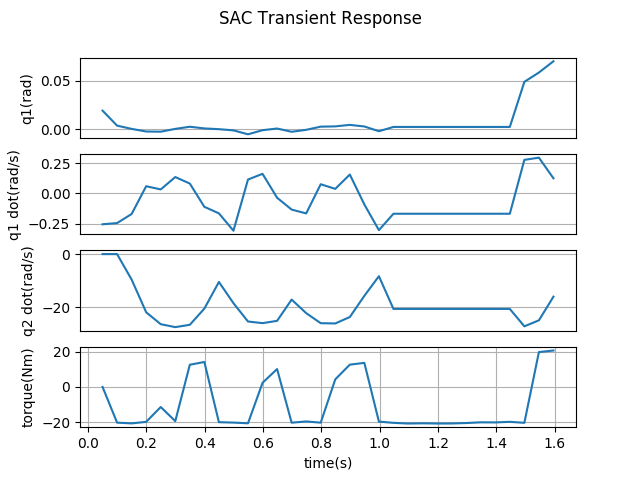 SAC Transient Response
q1(rad)
0.05
0.00
q1 dot(rad/s)
0.25
0.00
−0.25
q2 dot(rad/s)
0
−20
torque(Nm)
20
0
−20
0.0 0.2 0.4 0.6 0.8 1.0 1.2 1.4 1.6
time(s)